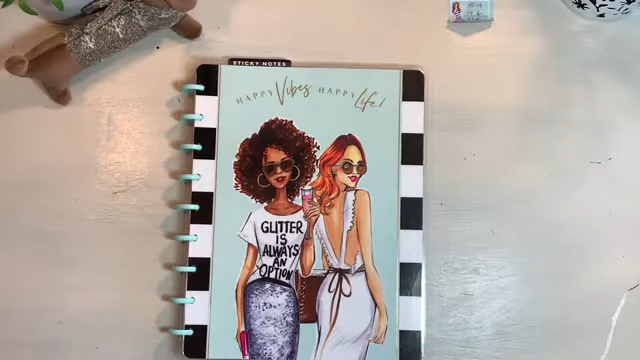 STICKY NOTES
HAPPY Vibes HAPPY Life!
GLITTER
IS
ALWAYS
AN
OPTION